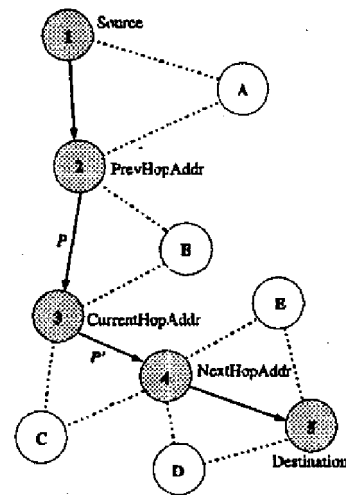 Source
1
A
2
PrevHopAddr
P
B
E
3
CurrentHopAddr
P'
NextHopAddr
4
C
5
D
Destination